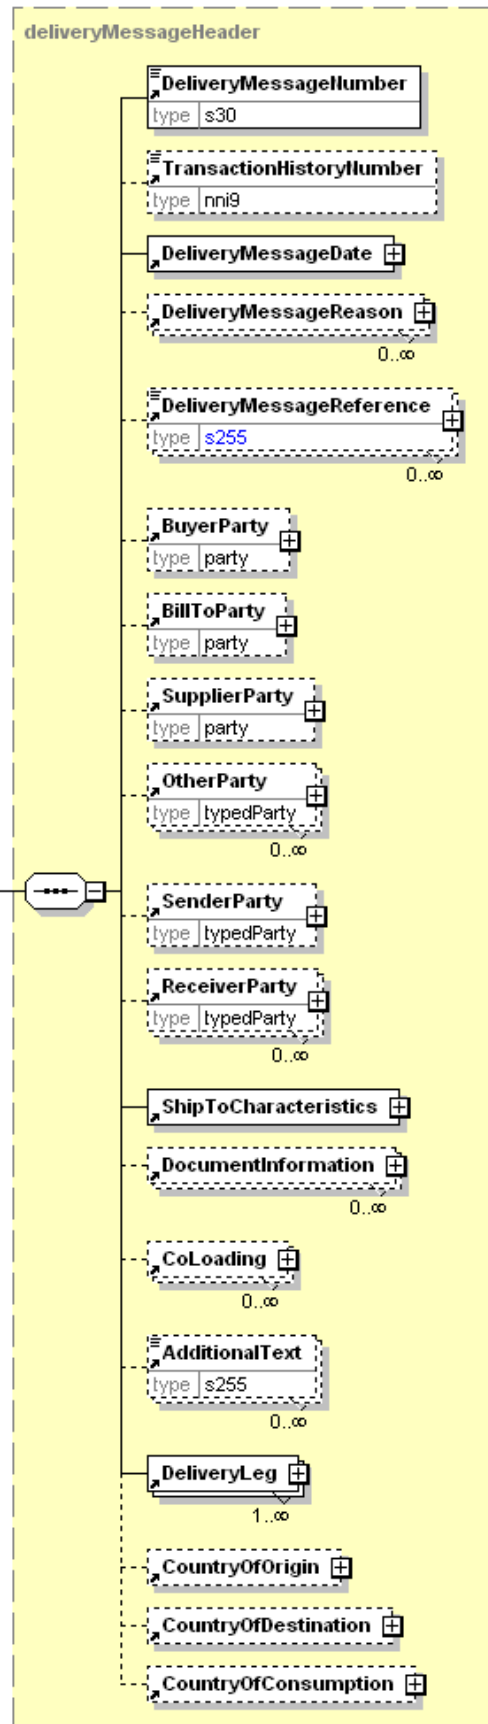 deliveryMessageHeader
DeliveryMessageNumber
type s30
TransactionHistoryNumber
type nni9
DeliveryMessageDate
DeliveryMessageReason
0..∞
DeliveryMessageReference
type s255
0..∞
BuyerParty
type party
BillToParty
type party
SupplierParty
type party
OtherParty
type typedParty
0..∞
SenderParty
type typedParty
ReceiverParty
type typedParty
0..∞
ShipToCharacteristics
DocumentInformation
0..∞
CoLoading
0..∞
AdditionalText
type s255
0..∞
DeliveryLeg
1..∞
CountryOfOrigin
CountryOfDestination
CountryOfConsumption